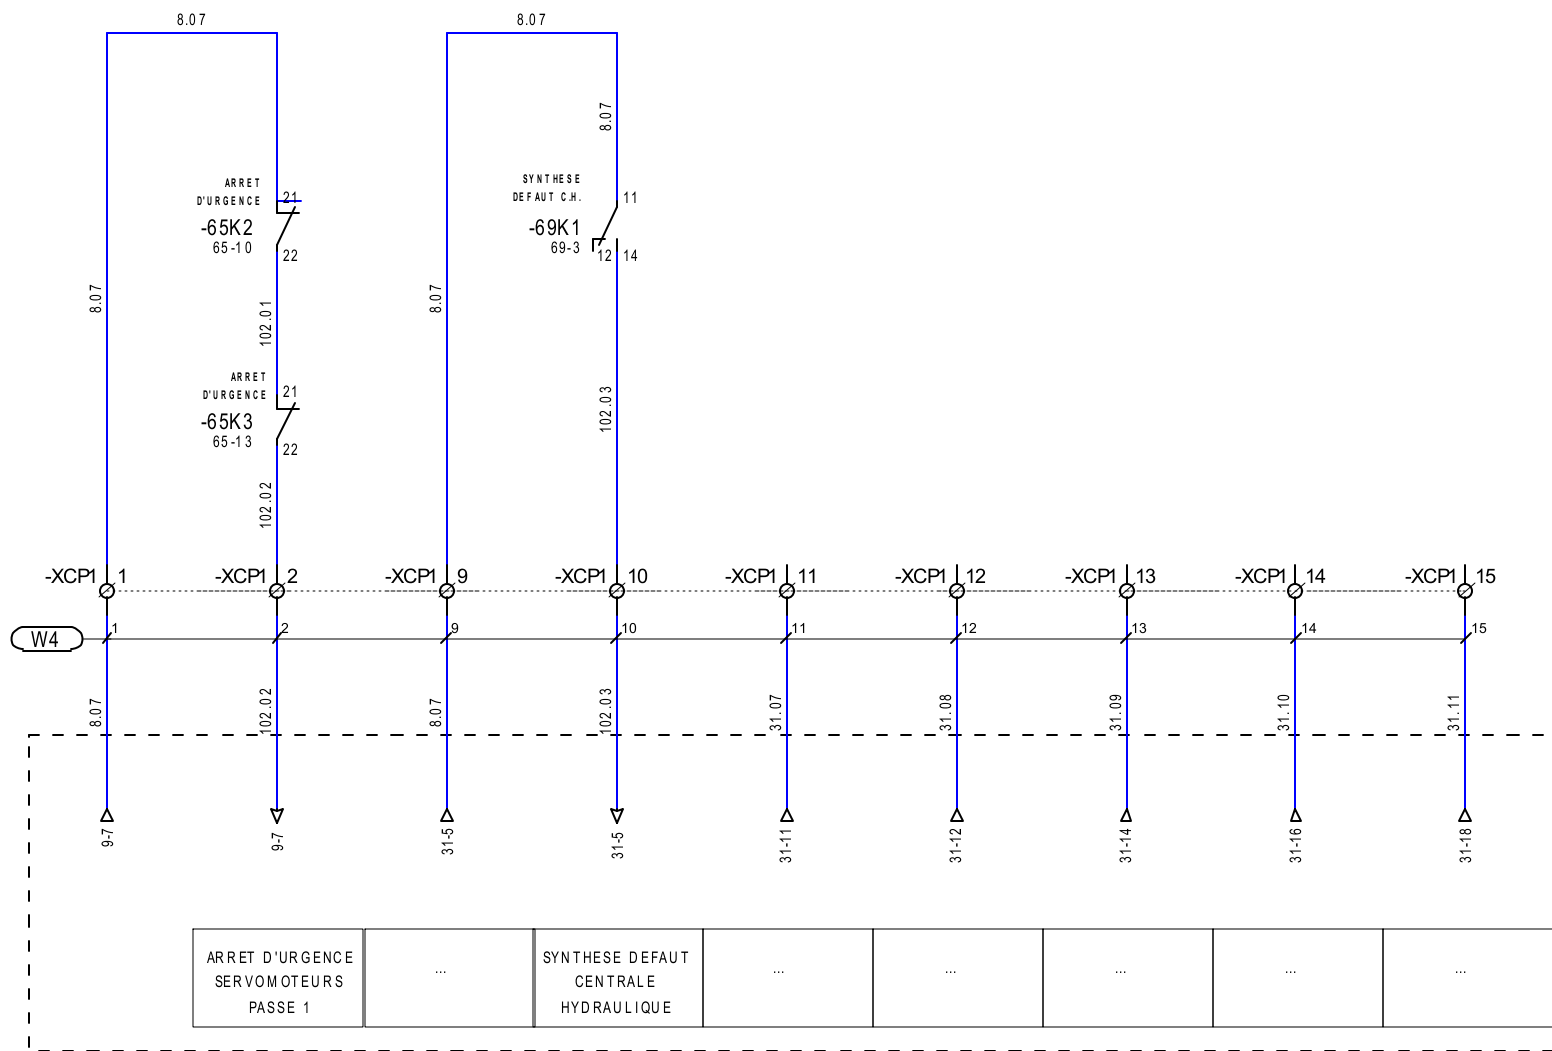 8.07
8.07
8.07
ARRET
D'URGENCE
21
-65K2
65-10
22
SYNTHESE
DEFAUT C.H.
11
-69K1
69-3
12
14
8.07
102.01
8.07
ARRET
D'URGENCE
21
-65K3
65-13
22
102.03
102.02
-XCP1 1
-XCP1 2
-XCP1 9
-XCP1 10
-XCP1 11
-XCP1 12
-XCP1 13
-XCP1 14
-XCP1 15
W4
1
2
9
10
11
12
13
14
15
8.07
102.02
8.07
102.03
31.07
31.08
31.09
31.10
31.11
9-7
9-7
31-5
31-5
31-11
31-12
31-14
31-16
31-18
ARRET D'URGENCE
SERVOMOTEURS
PASSE 1
...
SYNTHESE DEFAUT
CENTRALE
HYDRAULIQUE
...
...
...
...
...